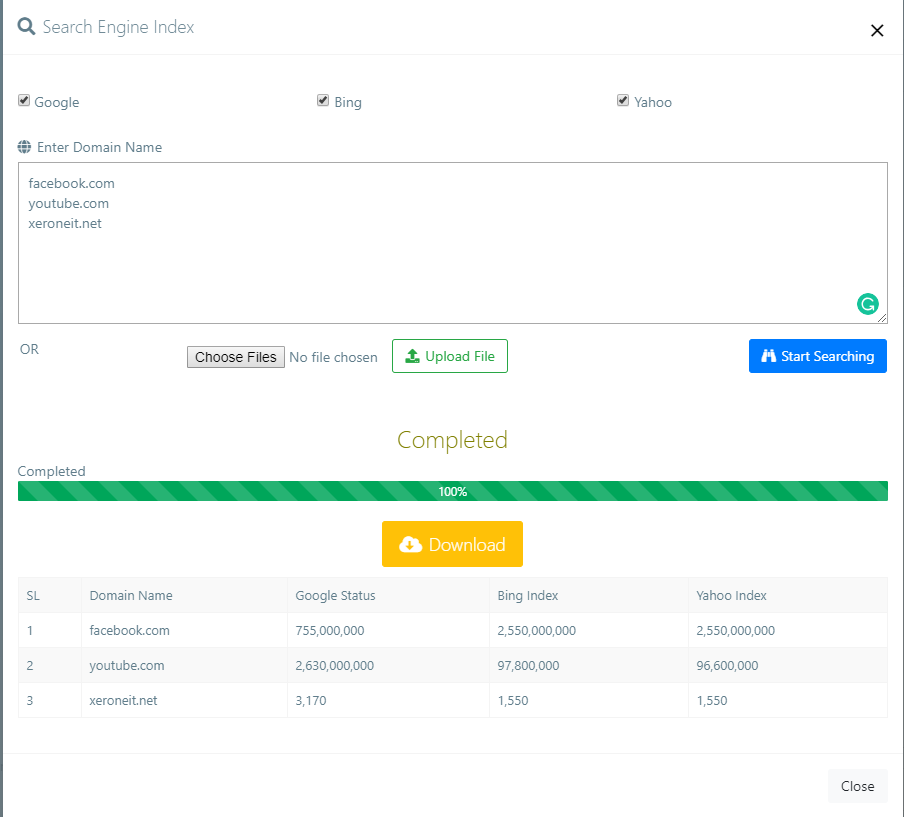 Search Engine Index
Google Bing Yahoo
Enter Domain Name
facebook.com
youtube.com
xeroneit.net
OR Choose Files No file chosen Upload File Start Searching
Completed
Completed
100%
Download
SL Domain Name Google Status Bing Index Yahoo Index
1 facebook.com 755,000,000 2,550,000,000 2,550,000,000
2 youtube.com 2,630,000,000 97,800,000 96,600,000
3 xeroneit.net 3,170 1,550 1,550
Close